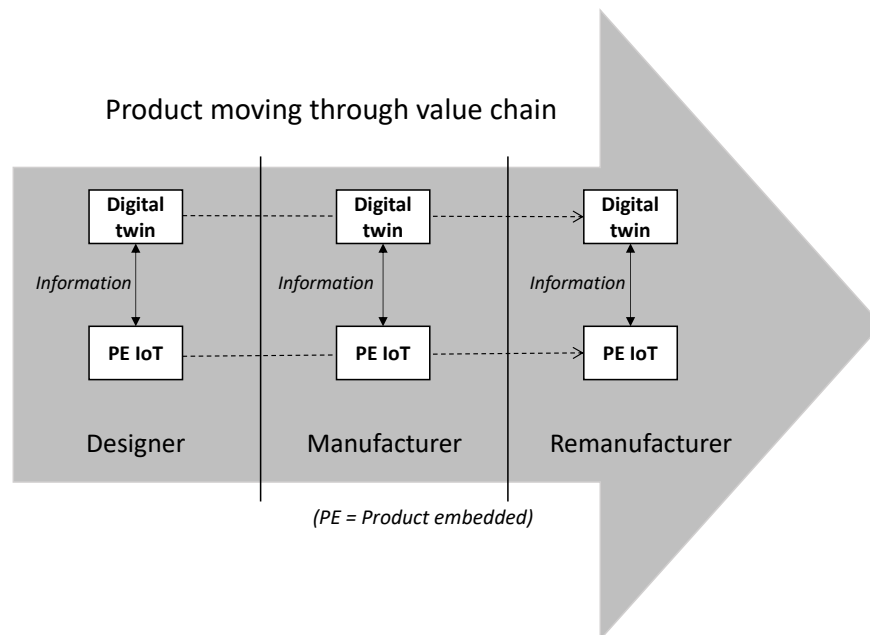 Product moving through value chain
Digital
twin
Digital
twin
Digital
twin
Information
Information
Information
PE IoT
PE IoT
PE IoT
Designer
Manufacturer
Remanufacturer
(PE = Product embedded)